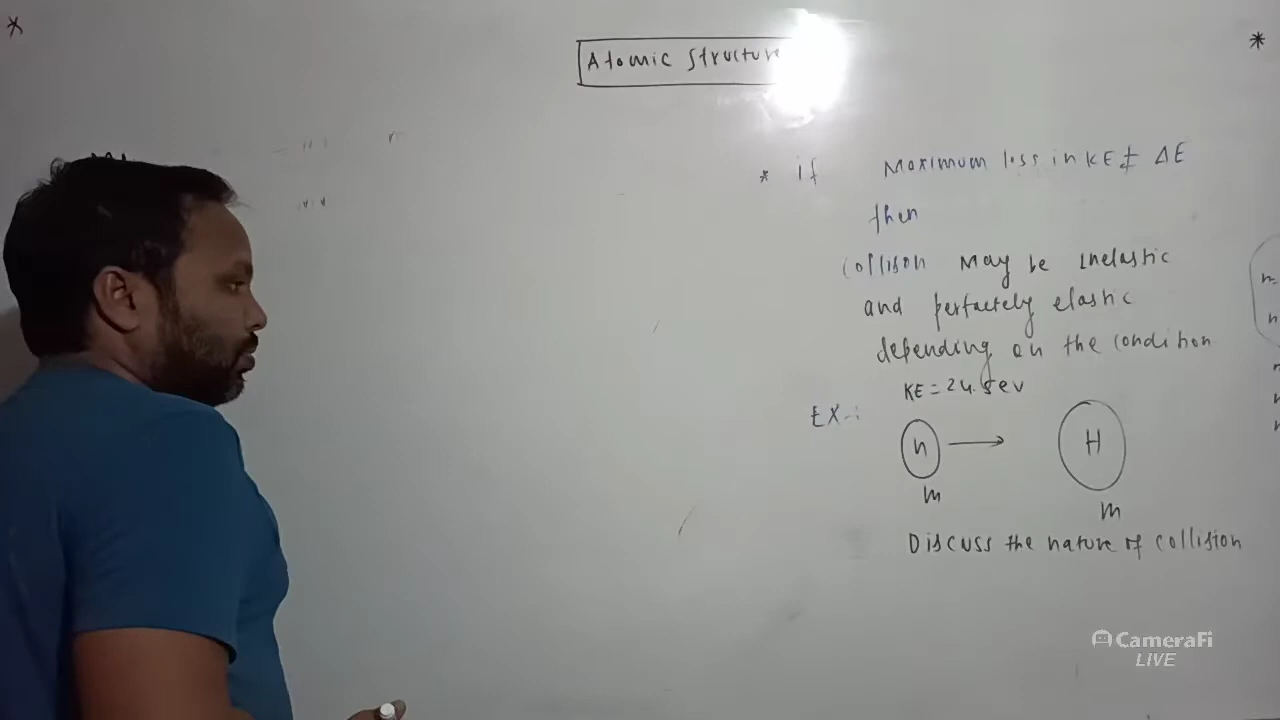 *
*
Atomic Structure
* if Maximum loss in KE ≠ ΔE
then
collison may be Inelastic
and perfactely elastic
depending on the condition
KE = 24.5ev
EX-:
n → H
m
m
Discuss the nature of collision
CameraFi
LIVE